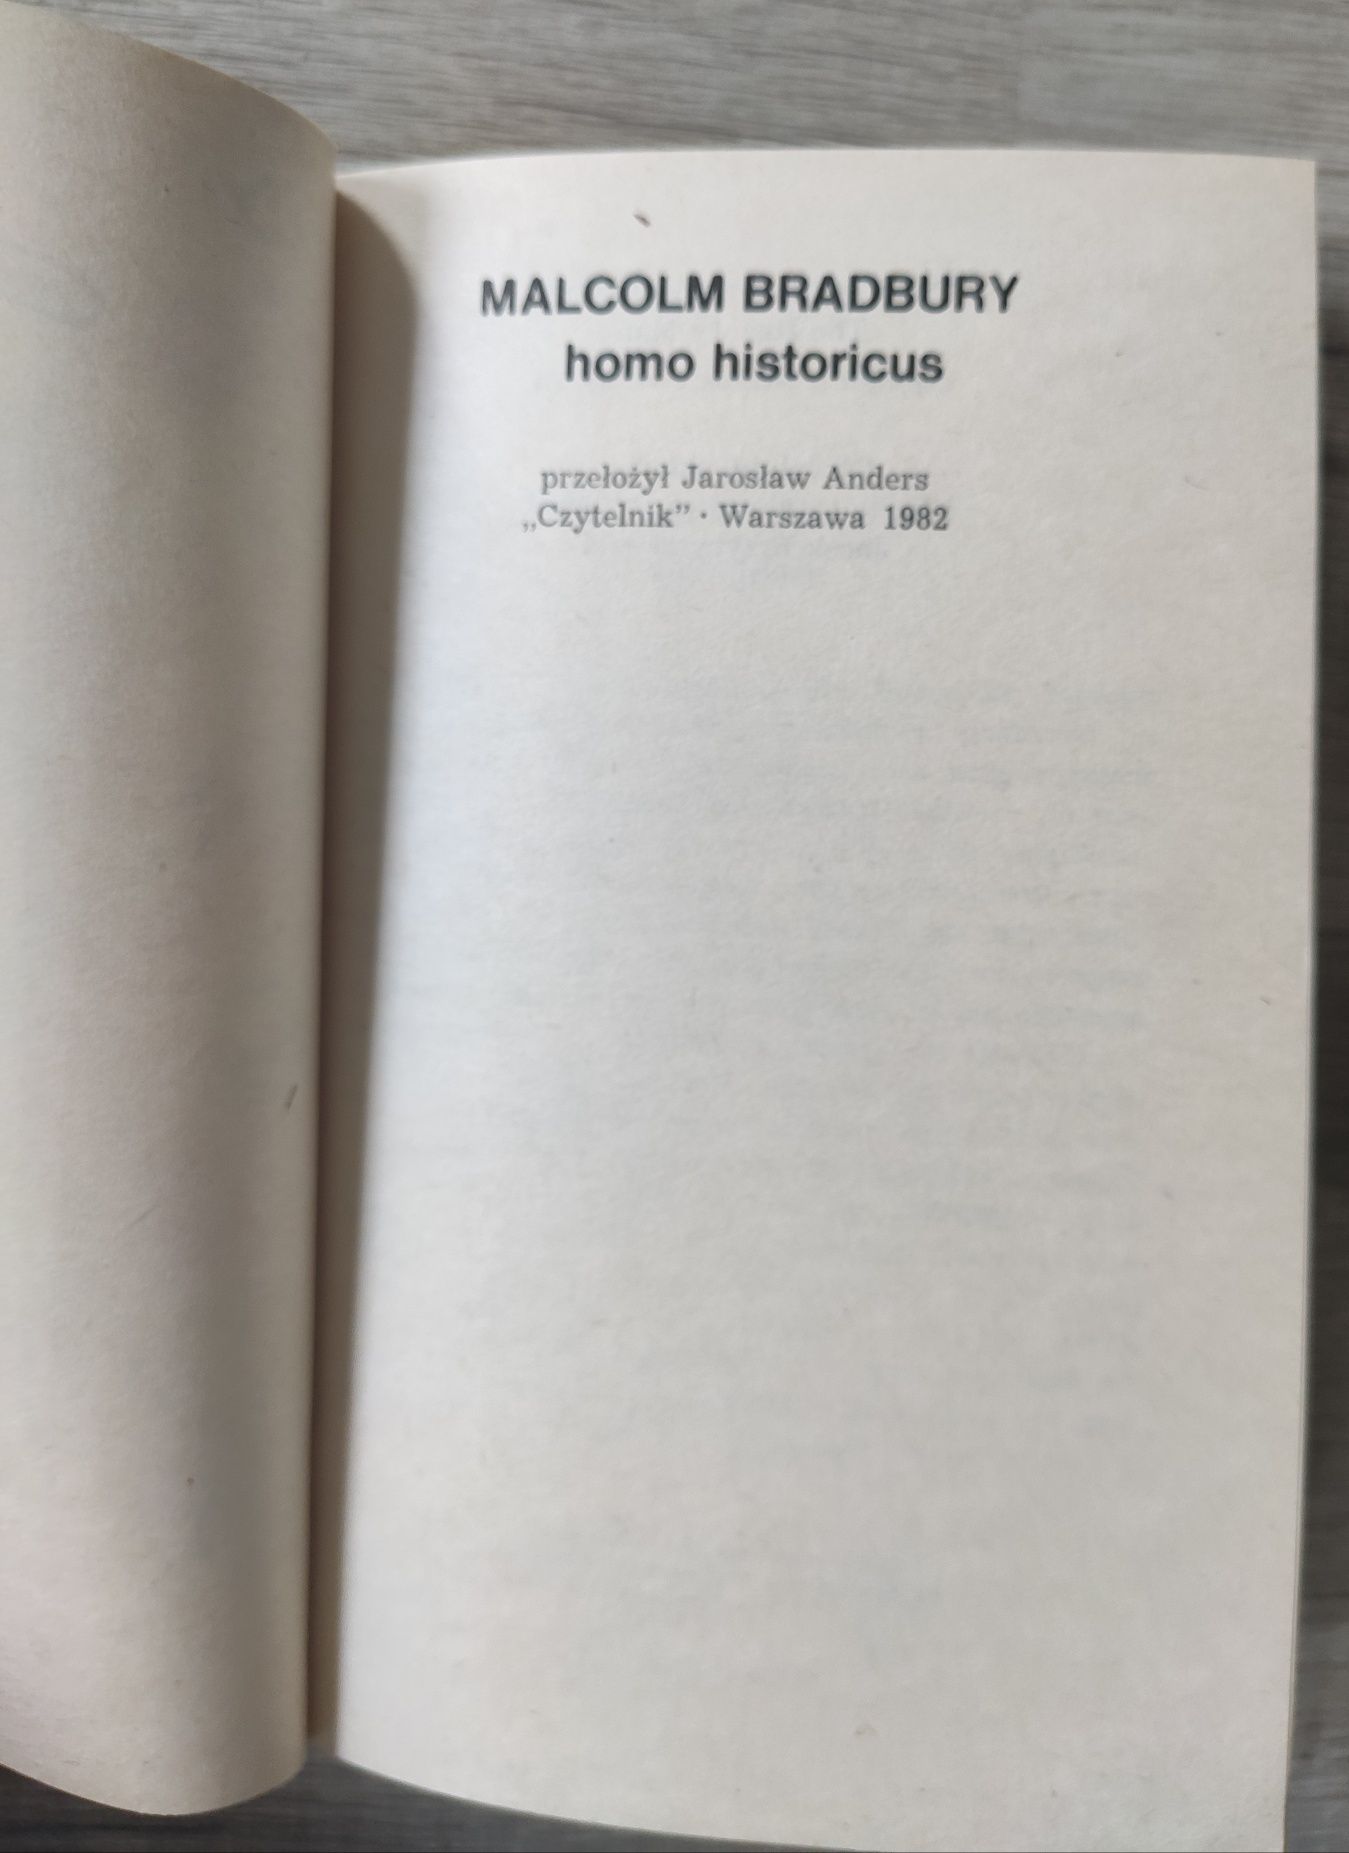 MALCOLM BRADBURY
homo historicus
przełożył Jarosław Anders
„Czytelnik” · Warszawa 1982